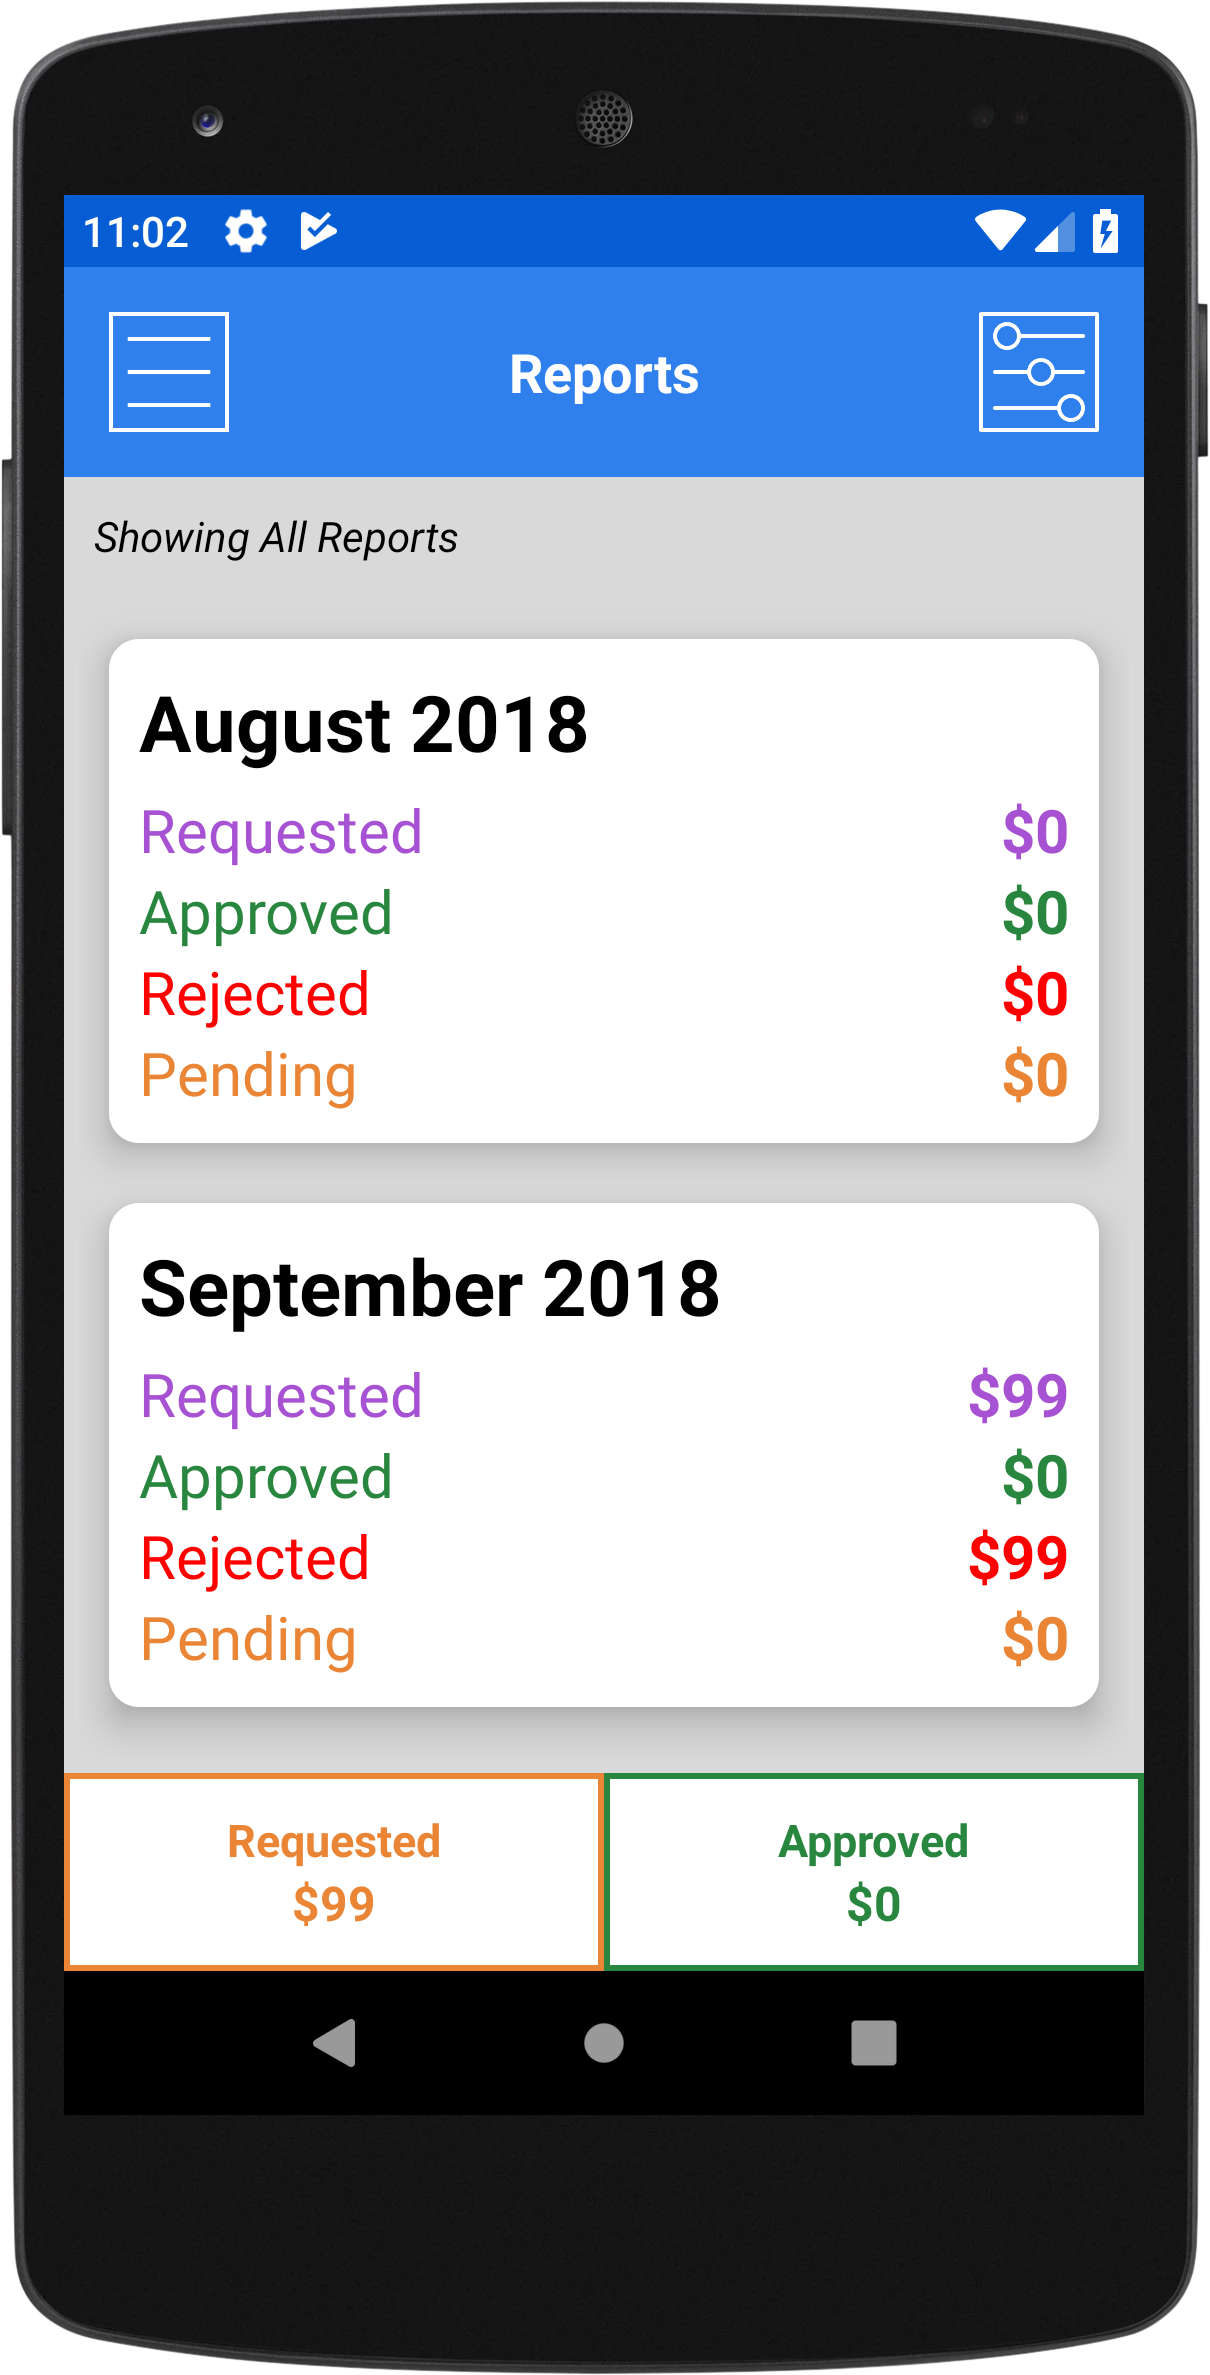 11:02
Reports
Showing All Reports
August 2018
Requested $0
Approved $0
Rejected $0
Pending $0
September 2018
Requested $99
Approved $0
Rejected $99
Pending $0
Requested Approved
$99 $0